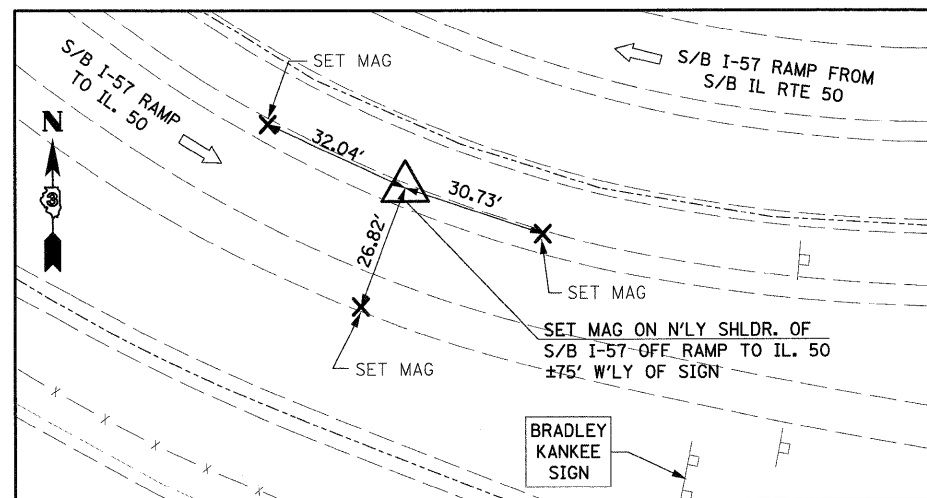 S/B I-57 RAMP
TO IL. 50
SET MAG
S/B I-57 RAMP FROM
S/B IL RTE 50
N
3
32.04'
30.73'
26.82'
SET MAG
SET MAG
SET MAG ON N'LY SHLDR. OF
S/B I-57 OFF RAMP TO IL. 50
±75' W'LY OF SIGN
BRADLEY
KANKEE
SIGN